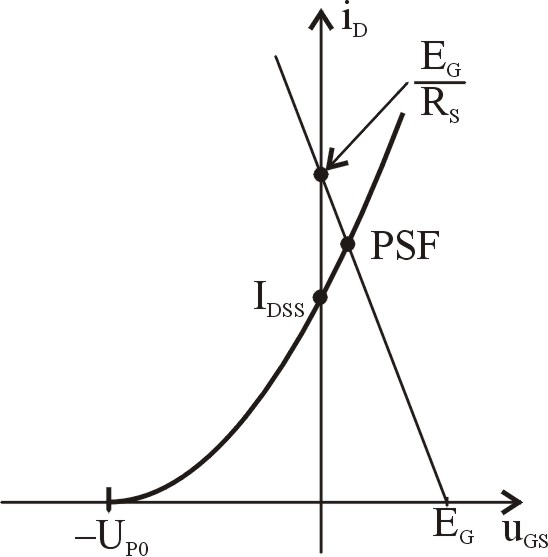 i_D
E_G
R_S
PSF
I_DSS
–U_P0
E_G
u_GS